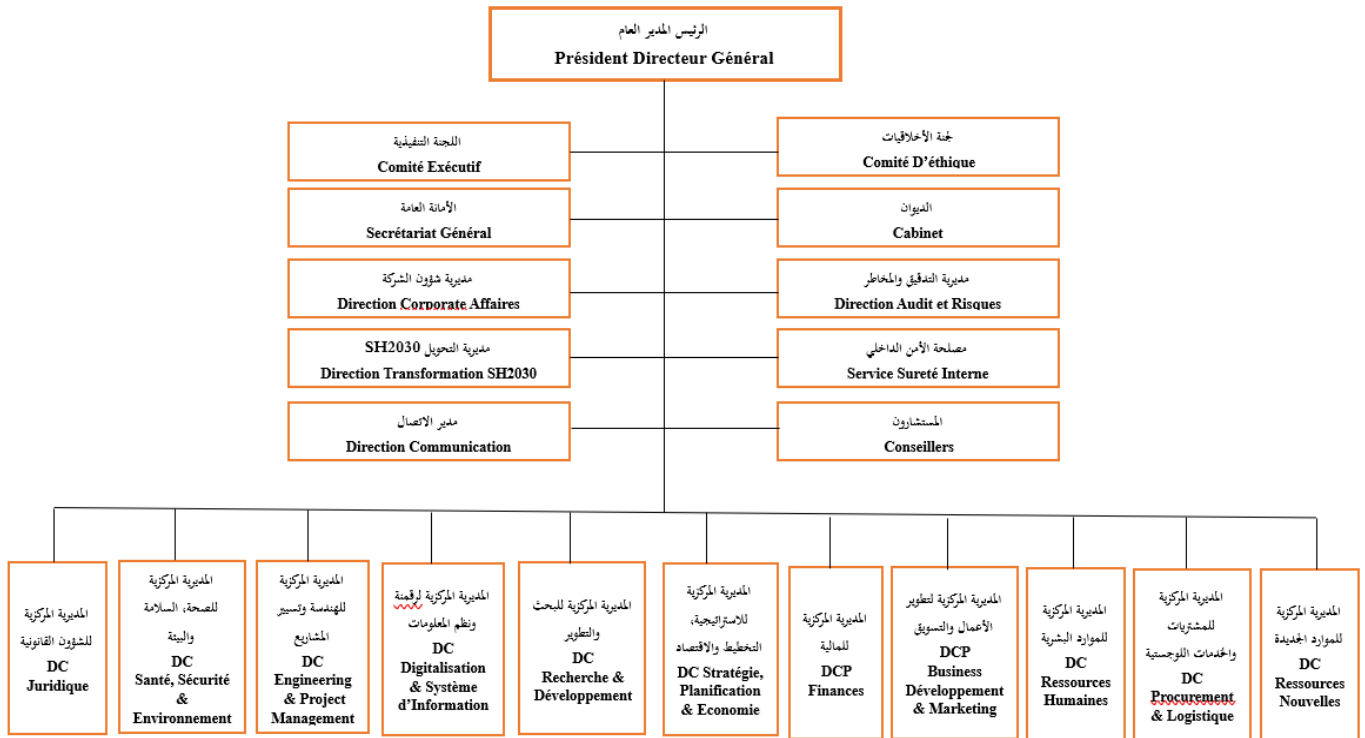 الرئيس المدير العام
Président Directeur Général
اللجنة التنفيذية
Comité Exécutif
لجنة الأخلاقيات
Comité D'éthique
الأمانة العامة
Secrétariat Général
الديوان
Cabinet
مديرية شؤون الشركة
Direction Corporate Affaires
مديرية التدقيق والمخاطر
Direction Audit et Risques
مديرية التحويل SH2030
Direction Transformation SH2030
مصلحة الأمن الداخلي
Service Sureté Interne
مدير الاتصال
Direction Communication
المستشارون
Conseillers
المديرية المركزية
للشؤون القانونية
DC
Juridique
المديرية المركزية
للصحة، السلامة
والبيئة
DC
Santé, Sécurité
&
Environnement
المديرية المركزية
للهندسة وتسيير
المشاريع
DC
Engineering
& Project
Management
المديرية المركزية لرقمنة
ونظم المعلومات
DC
Digitalisation
& Système
d'Information
المديرية المركزية للبحث
والتطوير
DC
Recherche &
Développement
المديرية المركزية
للاستراتيجية،
التخطيط والاقتصاد
DC Stratégie,
Planification
& Economie
المديرية المركزية
للمالية
DCP
Finances
المديرية المركزية لتطوير
الأعمال والتسويق
DCP
Business
Développement
& Marketing
المديرية المركزية
للموارد البشرية
DC
Ressources
Humaines
المديرية المركزية
للمشتريات
والخدمات اللوجستية
DC
Procurement
& Logistique
المديرية المركزية
للموارد الجديدة
DC
Ressources
Nouvelles